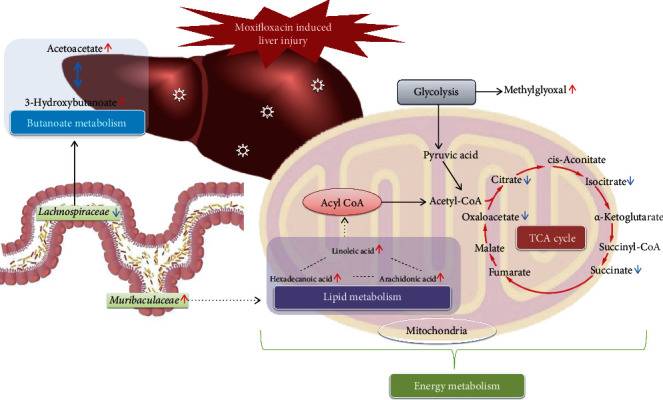 Moxifloxacin induced
liver injury
Acetoacetate
3-Hydroxybutanoate
Butanoate metabolism
Glycolysis
Methylglyoxal
Pyruvic acid
cis-Aconitate
Citrate
Isocitrate
Acyl CoA
Acetyl-CoA
Lachnospiraceae
Oxaloacetate
α-Ketoglutarate
TCA cycle
Linoleic acid
Malate
Succinyl-CoA
Hexadecanoic acid
Arachidonic acid
Fumarate
Succinate
Lipid metabolism
Muribaculaceae
Mitochondria
Energy metabolism